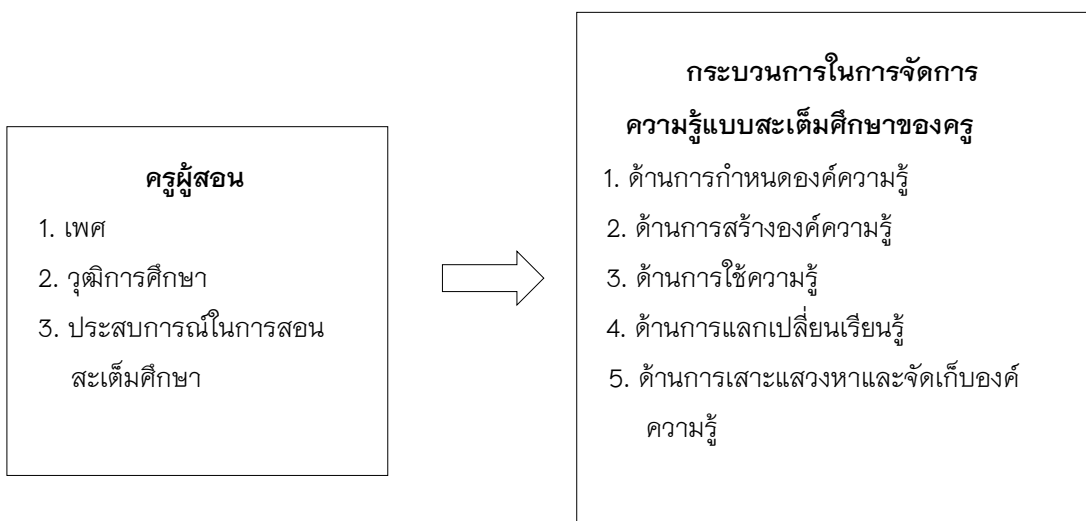 ครูผู้สอน
1. เพศ
2. วุฒิการศึกษา
3. ประสบการณ์ในการสอน
สะเต็มศึกษา
กระบวนการในการจัดการ
ความรู้แบบสะเต็มศึกษาของครู
1. ด้านการกำหนดองค์ความรู้
2. ด้านการสร้างองค์ความรู้
3. ด้านการใช้ความรู้
4. ด้านการแลกเปลี่ยนเรียนรู้
5. ด้านการเสาะแสวงหาและจัดเก็บองค์
ความรู้